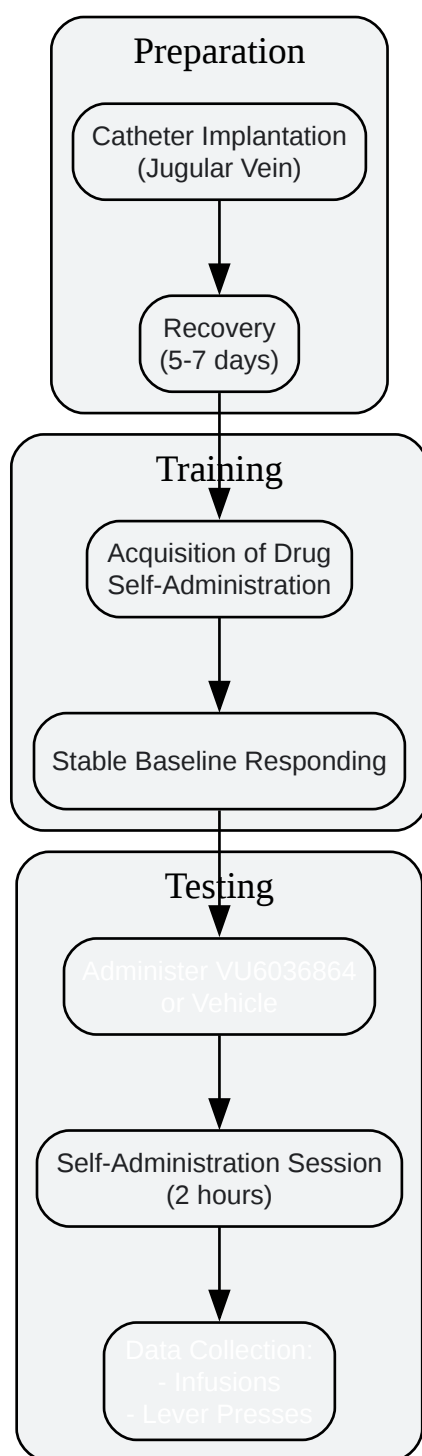 Preparation
Catheter Implantation
(Jugular Vein)
Recovery
(5-7 days)
Training
Acquisition of Drug
Self-Administration
Stable Baseline Responding
Testing
Administer VU6036864
or Vehicle
Self-Administration Session
(2 hours)
Data Collection:
- Infusions
- Lever Presses